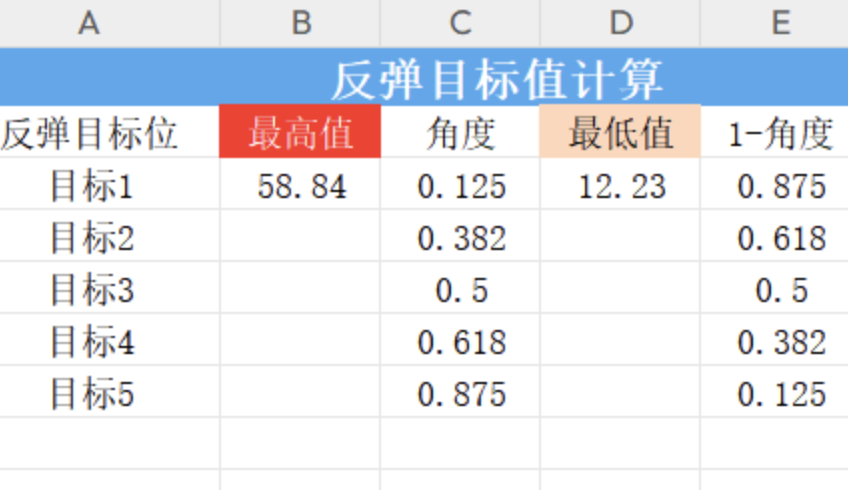 A B C D E
反弹目标值计算
反弹目标位 最高值 角度 最低值 1-角度
目标1 58.84 0.125 12.23 0.875
目标2 0.382 0.618
目标3 0.5 0.5
目标4 0.618 0.382
目标5 0.875 0.125